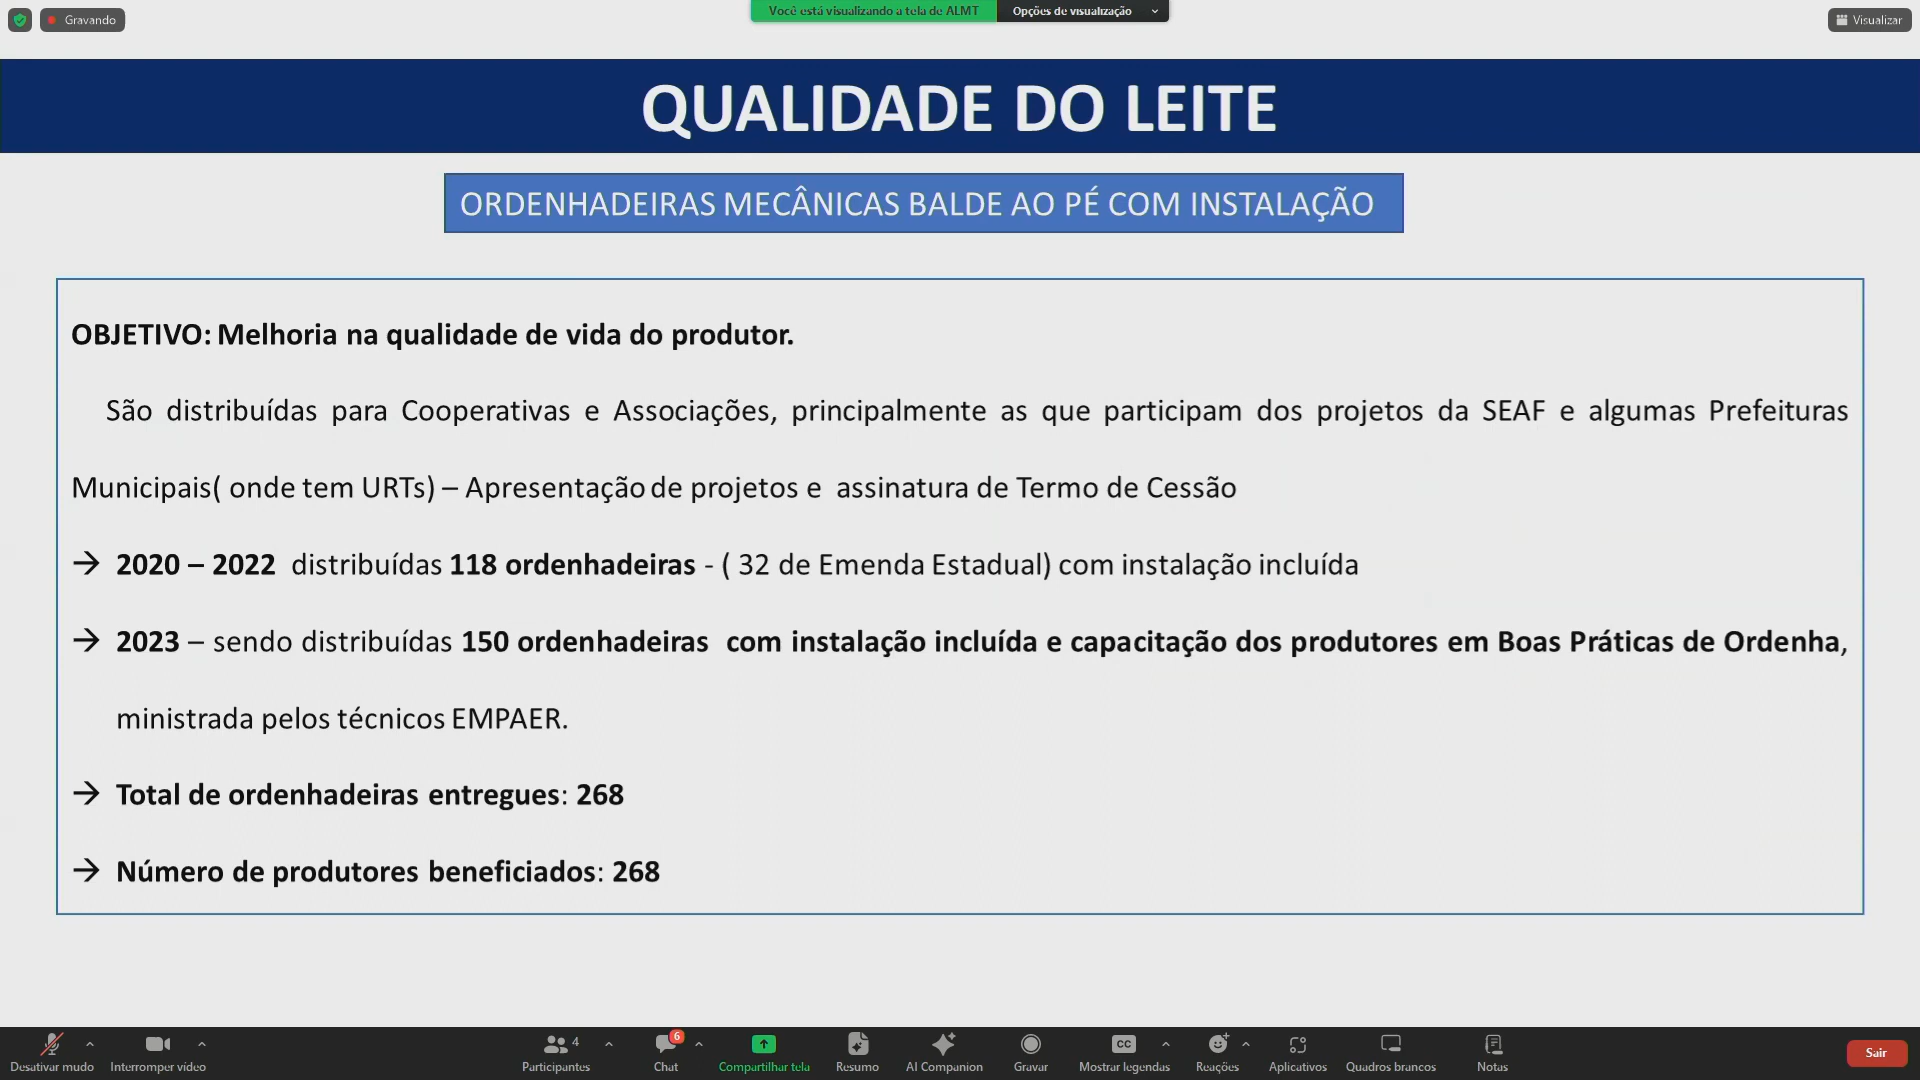 Gravando
Você está visualizando a tela de ALMT
Opções de visualização
Visualizar
QUALIDADE DO LEITE
ORDENHADEIRAS MECÂNICAS BALDE AO PÉ COM INSTALAÇÃO
OBJETIVO: Melhoria na qualidade de vida do produtor.
São distribuídas para Cooperativas e Associações, principalmente as que participam dos projetos da SEAF e algumas Prefeituras
Municipais( onde tem URTs) – Apresentação de projetos e assinatura de Termo de Cessão
→ 2020 – 2022 distribuídas 118 ordenhadeiras - ( 32 de Emenda Estadual) com instalação incluída
→ 2023 – sendo distribuídas 150 ordenhadeiras com instalação incluída e capacitação dos produtores em Boas Práticas de Ordenha,
ministrada pelos técnicos EMPAER.
→ Total de ordenhadeiras entregues: 268
→ Número de produtores beneficiados: 268
Desativar mudo
Interromper vídeo
4
Participantes
6
Chat
Compartilhar tela
Resumo
AI Companion
Gravar
CC
Mostrar legendas
Reações
Aplicativos
Quadros brancos
Notas
Sair